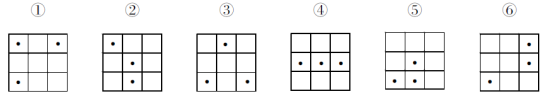 ① ② ③ ④ ⑤ ⑥